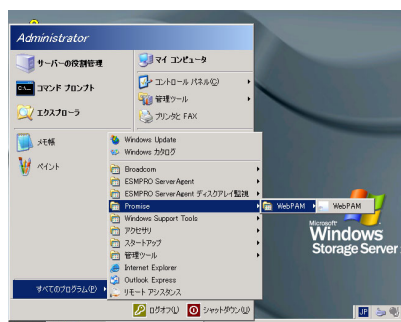 Administrator
サーバーの役割管理
マイ コンピュータ
コマンド プロンプト
コントロール パネル(C)
管理ツール
エクスプローラ
プリンタと FAX
メモ帳
Windows Update
Windows カタログ
ペイント
Broadcom
ESMPRO ServerAgent
ESMPRO ServerAgent ディスクアレイ監視
Promise
WebPAM
WebPAM
Windows Support Tools
アクセサリ
スタートアップ
管理ツール
Internet Explorer
Outlook Express
リモート アシスタンス
Microsoft
Windows
Storage Server
すべてのプログラム(P)
ログオフ(L)
シャットダウン(U)
JP